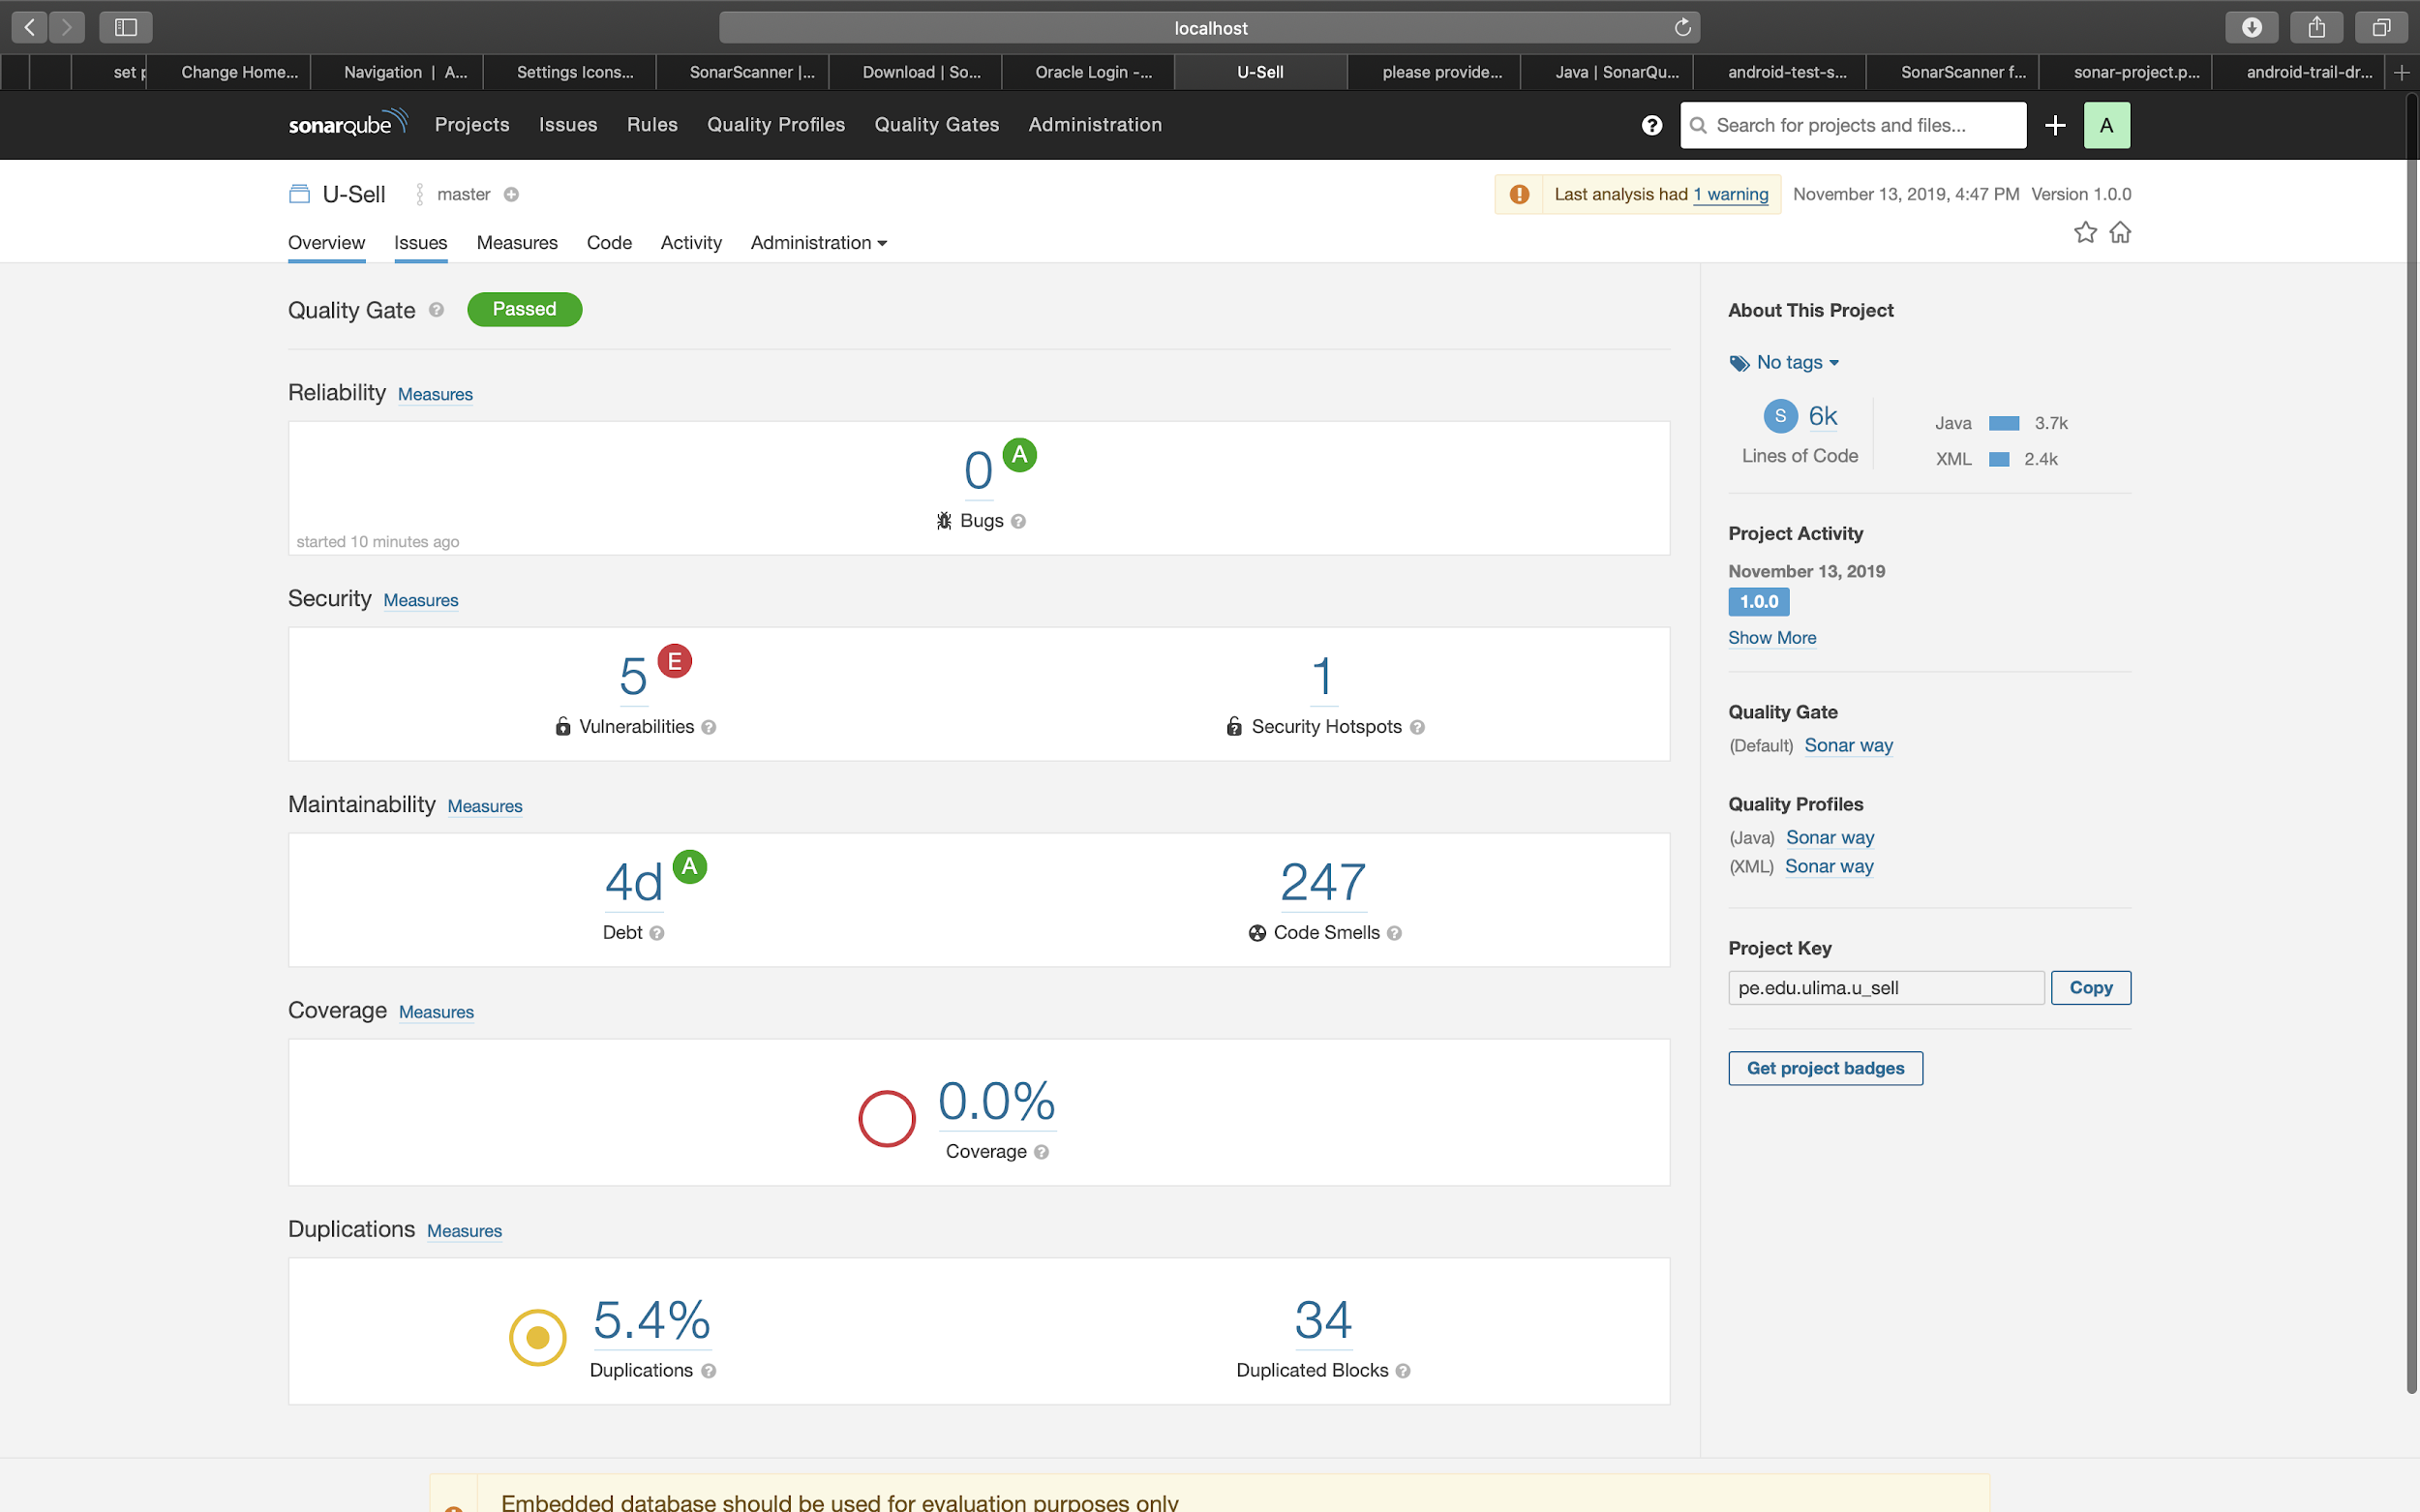 localhost
set p
Change Home...
Navigation | A...
Settings Icons...
SonarScanner |...
Download | So...
Oracle Login -...
U-Sell
please provide...
Java | SonarQu...
android-test-s...
SonarScanner f...
sonar-project.p...
android-trail-dr...
sonarqube Projects Issues Rules Quality Profiles Quality Gates Administration
Search for projects and files...
A
U-Sell master
Last analysis had 1 warning November 13, 2019, 4:47 PM Version 1.0.0
Overview Issues Measures Code Activity Administration
Quality Gate Passed
Reliability Measures
0 A
Bugs
started 10 minutes ago
Security Measures
5 E
Vulnerabilities
1
Security Hotspots
Maintainability Measures
4d A
Debt
247
Code Smells
Coverage Measures
0.0%
Coverage
Duplications Measures
5.4%
Duplications
34
Duplicated Blocks
About This Project
No tags
S 6k
Lines of Code
Java 3.7k
XML 2.4k
Project Activity
November 13, 2019
1.0.0
Show More
Quality Gate
(Default) Sonar way
Quality Profiles
(Java) Sonar way
(XML) Sonar way
Project Key
pe.edu.ulima.u_sell Copy
Get project badges
Embedded database should be used for evaluation purposes only